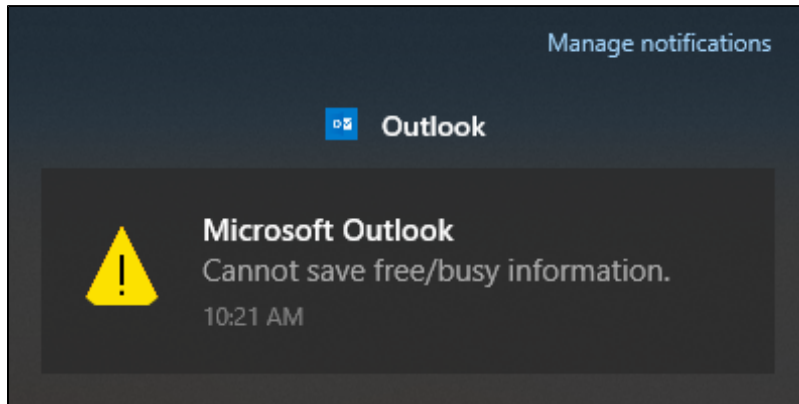 Manage notifications
Outlook
Microsoft Outlook
Cannot save free/busy information.
10:21 AM